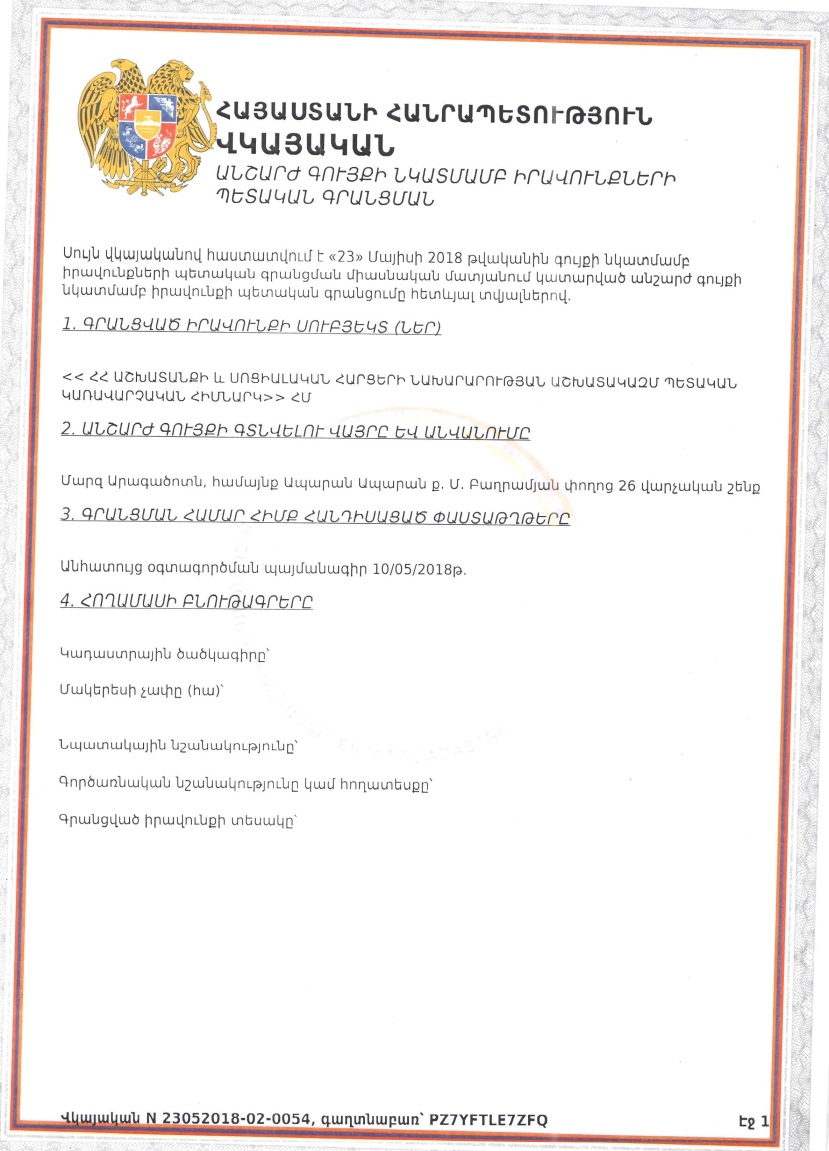 ՀԱՅԱՍՏԱՆԻ ՀԱՆՐԱՊԵՏՈՒԹՅՈՒՆ
ՎԿԱՅԱԿԱՆ
ԱՆՇԱՐԺ ԳՈՒՅՔԻ ՆԿԱՏՄԱՄԲ ԻՐԱՎՈՒՆՔՆԵՐԻ
ՊԵՏԱԿԱՆ ԳՐԱՆՑՄԱՆ
Սույն վկայականով հաստատվում է «23» Մայիսի 2018 թվականին գույքի նկատմամբ
իրավունքների պետական գրանցման միասնական մատյանում կատարված անշարժ գույքի
նկատմամբ իրավունքի պետական գրանցումը հետևյալ տվյալներով.
1. ԳՐԱՆՑՎԱԾ ԻՐԱՎՈՒՆՔԻ ՍՈՒԲՅԵԿՏ (ՆԵՐ)
<< ՀՀ ԱՇԽԱՏԱՆՔԻ և ՍՈՑԻԱԼԱԿԱՆ ՀԱՐՑԵՐԻ ՆԱԽԱՐԱՐՈՒԹՅԱՆ ԱՇԽԱՏԱԿԱԶՄ ՊԵՏԱԿԱՆ
ԿԱՌԱՎԱՐՉԱԿԱՆ ՀԻՄՆԱՐԿ>> ՀՄ
2. ԱՆՇԱՐԺ ԳՈՒՅՔԻ ԳՏՆՎԵԼՈՒ ՎԱՅՐԸ ԵՎ ԱՆՎԱՆՈՒՄԸ
Մարզ Արագածոտն, համայնք Ապարան Ապարան ք. Մ. Բաղրամյան փողոց 26 վարչական շենք
3. ԳՐԱՆՑՄԱՆ ՀԱՄԱՐ ՀԻՄՔ ՀԱՆԴԻՍԱՑԱԾ ՓԱՍՏԱԹՂԹԵՐԸ
Անհատույց օգտագործման պայմանագիր 10/05/2018թ.
4. ՀՈՂԱՄԱՍԻ ԲՆՈՒԹԱԳՐԵՐԸ
Կադաստրային ծածկագիրը՝
Մակերեսի չափը (հա)՝
Նպատակային նշանակությունը՝
Գործառնական նշանակությունը կամ հողատեսքը՝
Գրանցված իրավունքի տեսակը՝
Վկայական N 23052018-02-0054, գաղտնաբառ՝ PZ7YFTLE7ZFQ
Էջ 1